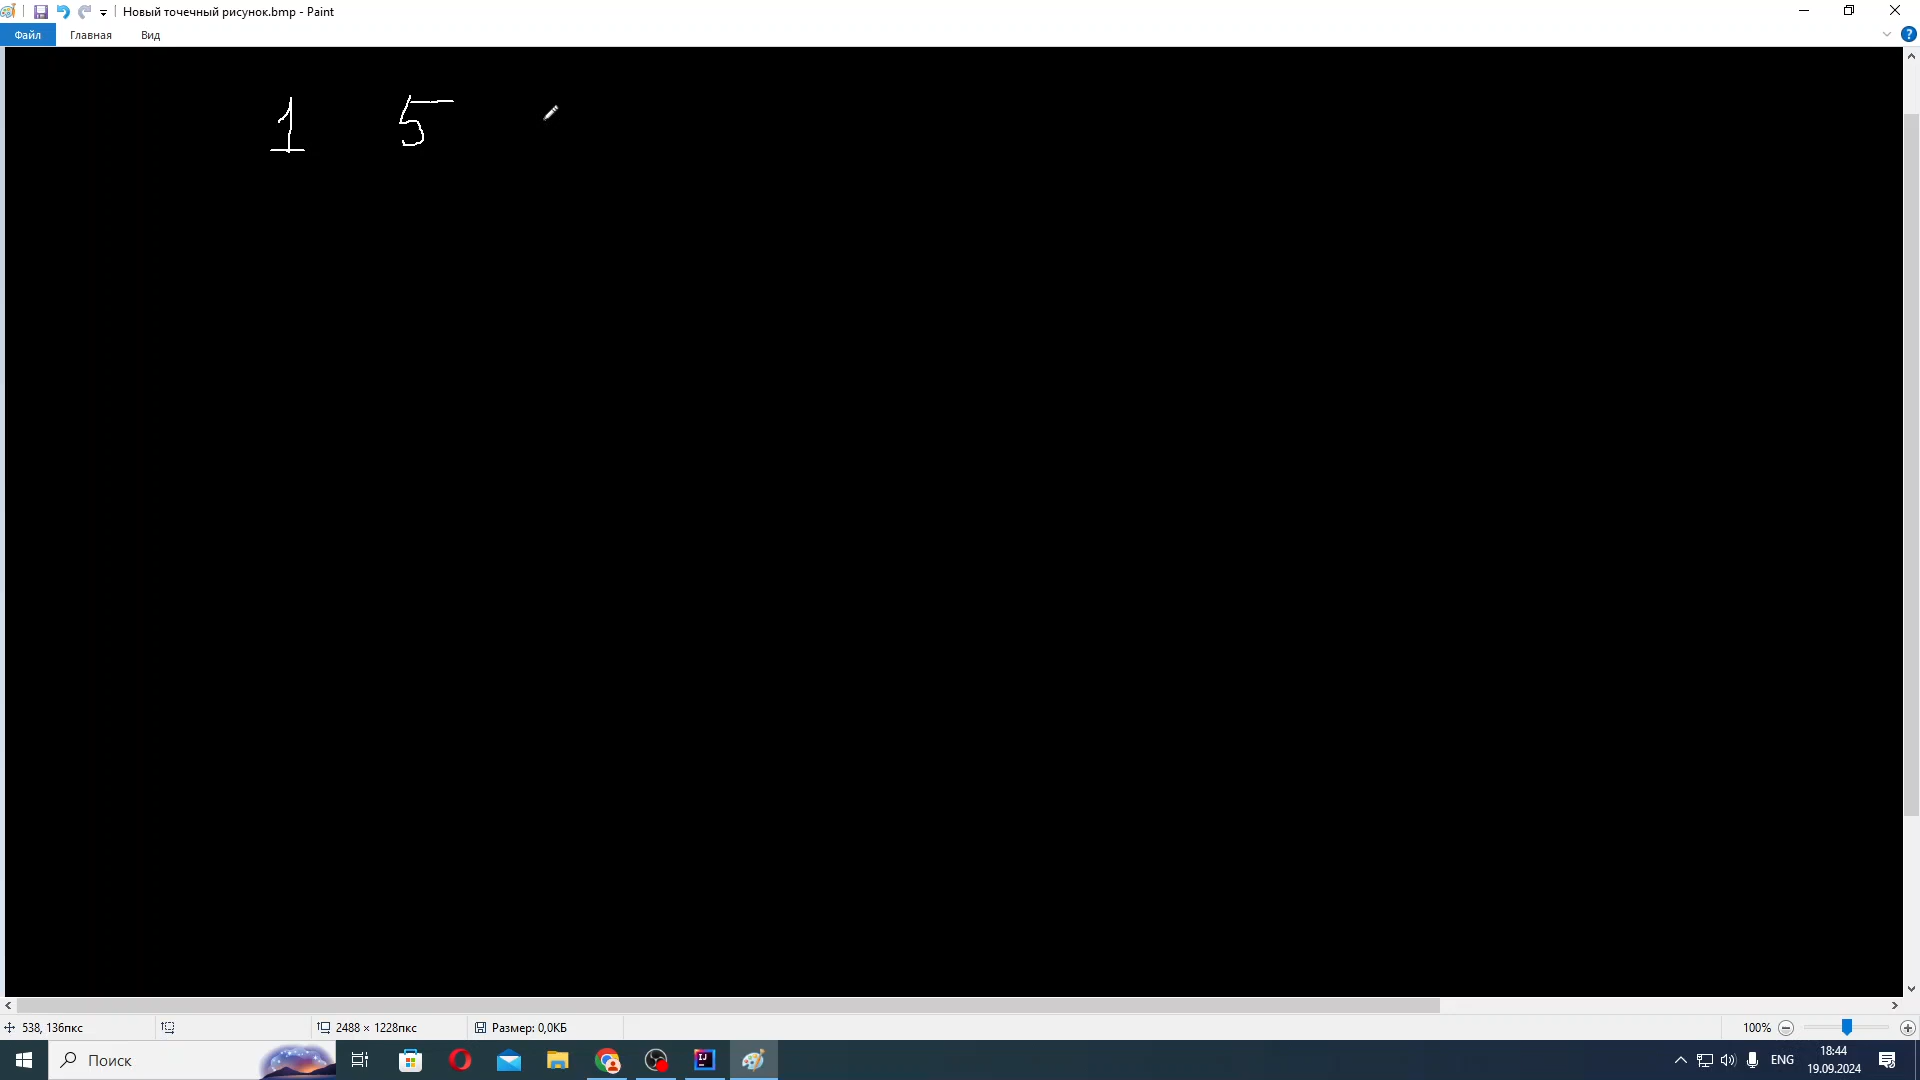 Новый точечный рисунок.bmp - Paint
Файл Главная Вид
1 5
538, 136пкс 2488 × 1228пкс Размер: 0,0КБ 100%
Поиск ENG 18:44
19.09.2024